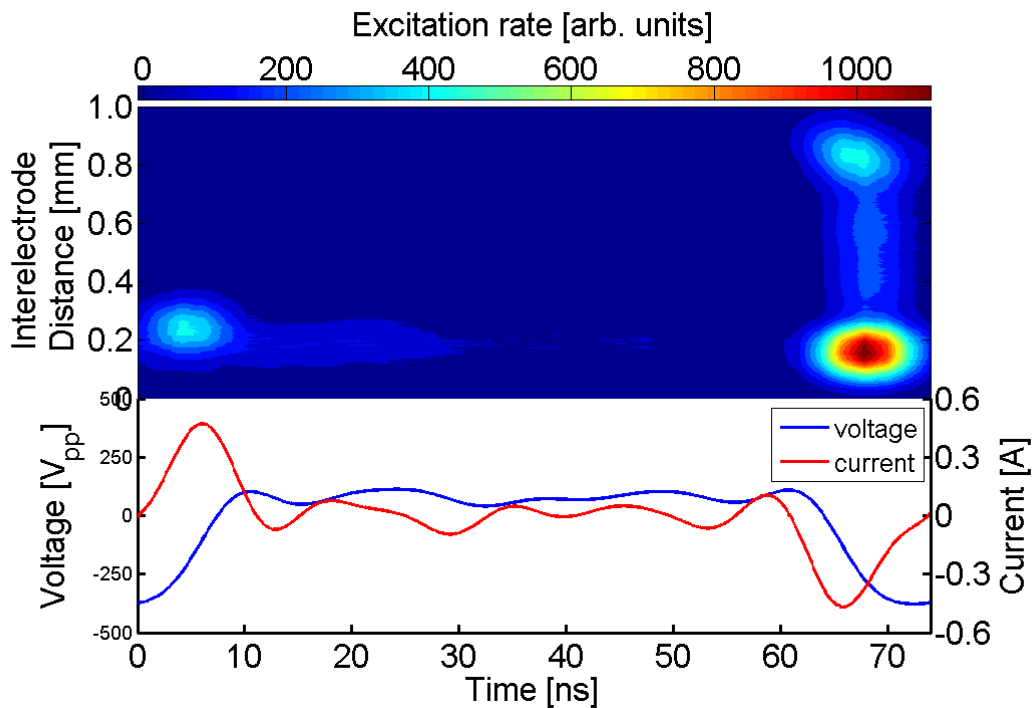 Excitation rate [arb. units]
0 200 400 600 800 1000
Interelectrode
Distance [mm]
1.0
0.8
0.6
0.4
0.2
0
Voltage [Vpp]
500
250
0
-250
-500
voltage
current
0.6
0.3
0
-0.3
-0.6
Current [A]
0 10 20 30 40 50 60 70
Time [ns]